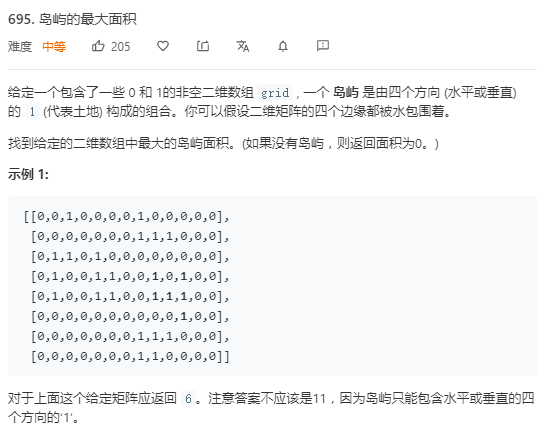 695. 岛屿的最大面积
难度 中等 205
给定一个包含了一些 0 和 1的非空二维数组 grid , 一个 岛屿 是由四个方向 (水平或垂直)
的 1 (代表土地) 构成的组合。你可以假设二维矩阵的四个边缘都被水包围着。
找到给定的二维数组中最大的岛屿面积。(如果没有岛屿，则返回面积为0。)
示例 1:
[[0,0,1,0,0,0,0,1,0,0,0,0,0],
[0,0,0,0,0,0,0,1,1,1,0,0,0],
[0,1,1,0,1,0,0,0,0,0,0,0,0],
[0,1,0,0,1,1,0,0,1,0,1,0,0],
[0,1,0,0,1,1,0,0,1,1,1,0,0],
[0,0,0,0,0,0,0,0,0,0,1,0,0],
[0,0,0,0,0,0,0,1,1,1,0,0,0],
[0,0,0,0,0,0,0,1,1,0,0,0,0]]
对于上面这个给定矩阵应返回 6。注意答案不应该是11，因为岛屿只能包含水平或垂直的四
个方向的‘1’。